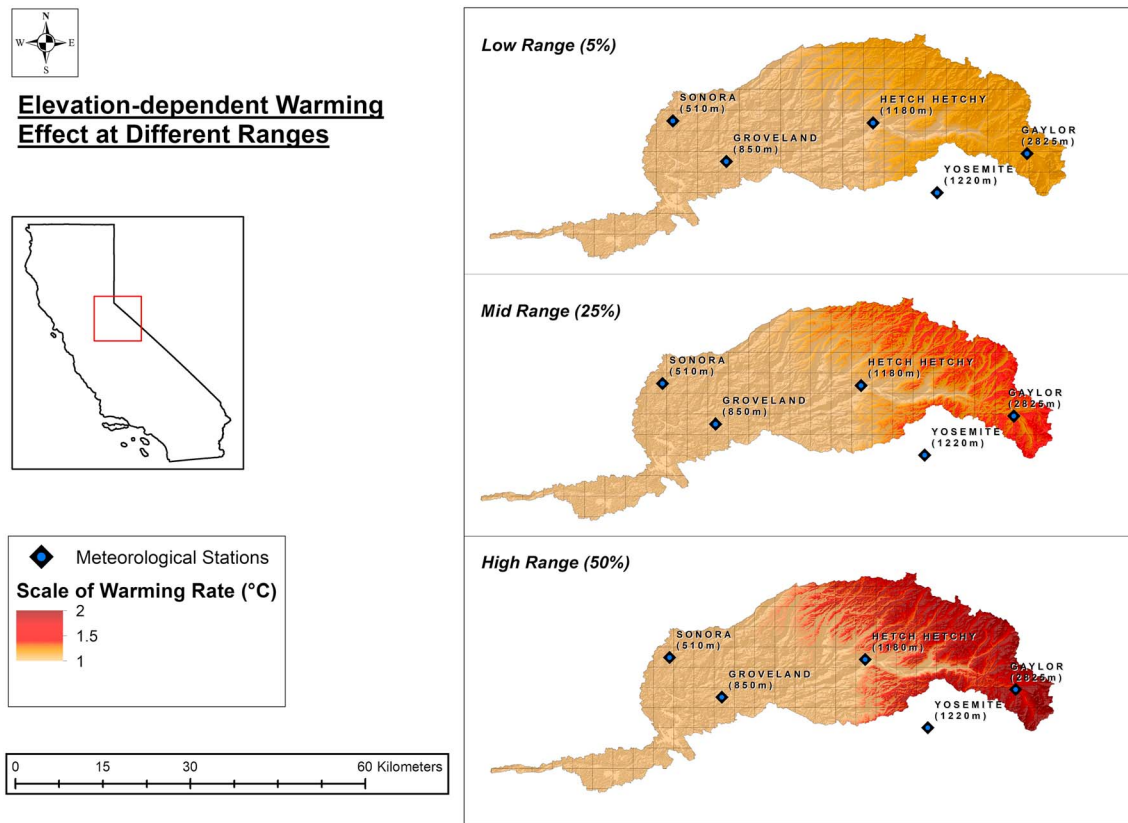 N
W E
S
Elevation-dependent Warming
Effect at Different Ranges
Meteorological Stations
Scale of Warming Rate (°C)
2
1.5
1
0 15 30 60 Kilometers
Low Range (5%)
SONORA
(510m)
GROVELAND
(850m)
HETCH HETCHY
(1180m)
GAYLOR
(2825m)
YOSEMITE
(1220m)
Mid Range (25%)
SONORA
(510m)
GROVELAND
(850m)
HETCH HETCHY
(1180m)
GAYLOR
(2825m)
YOSEMITE
(1220m)
High Range (50%)
SONORA
(510m)
GROVELAND
(850m)
HETCH HETCHY
(1180m)
GAYLOR
(2825m)
YOSEMITE
(1220m)